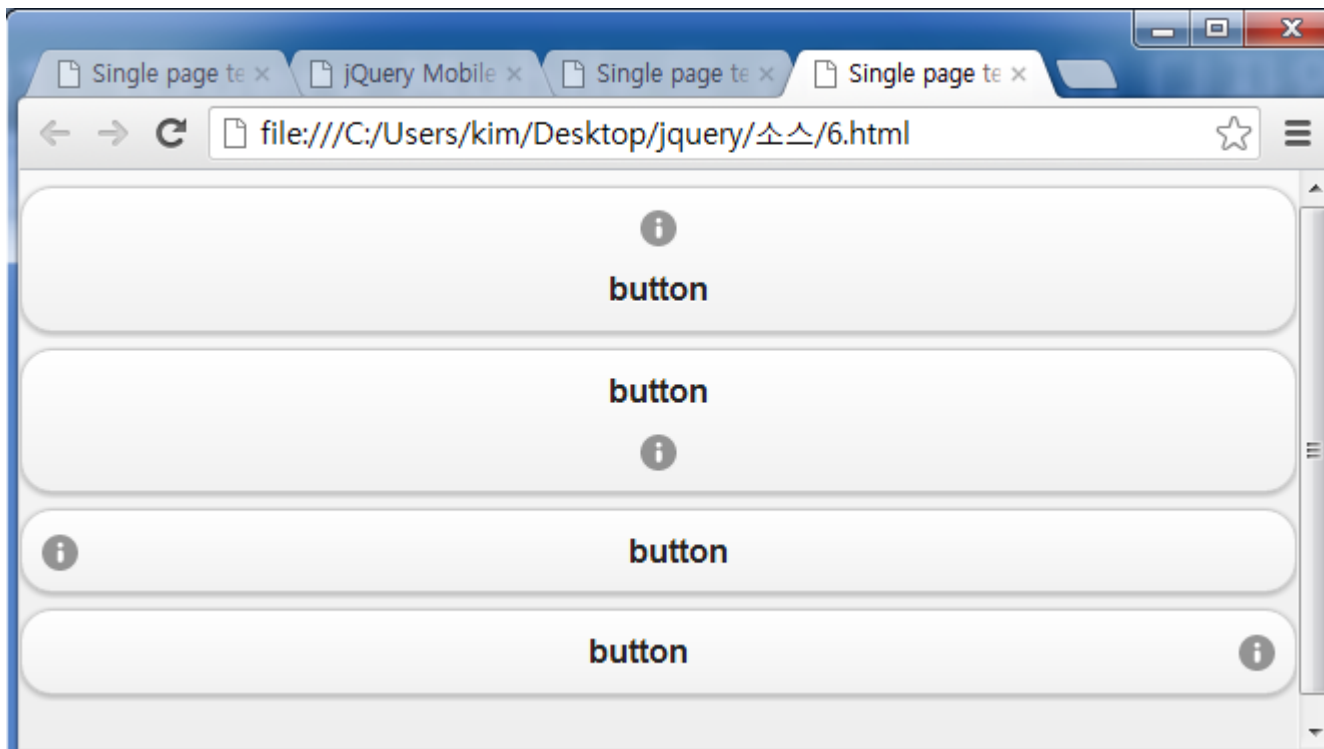 Single page te
jQuery Mobile
Single page te
Single page te
file:///C:/Users/kim/Desktop/jquery/소스/6.html
button
button
button
button